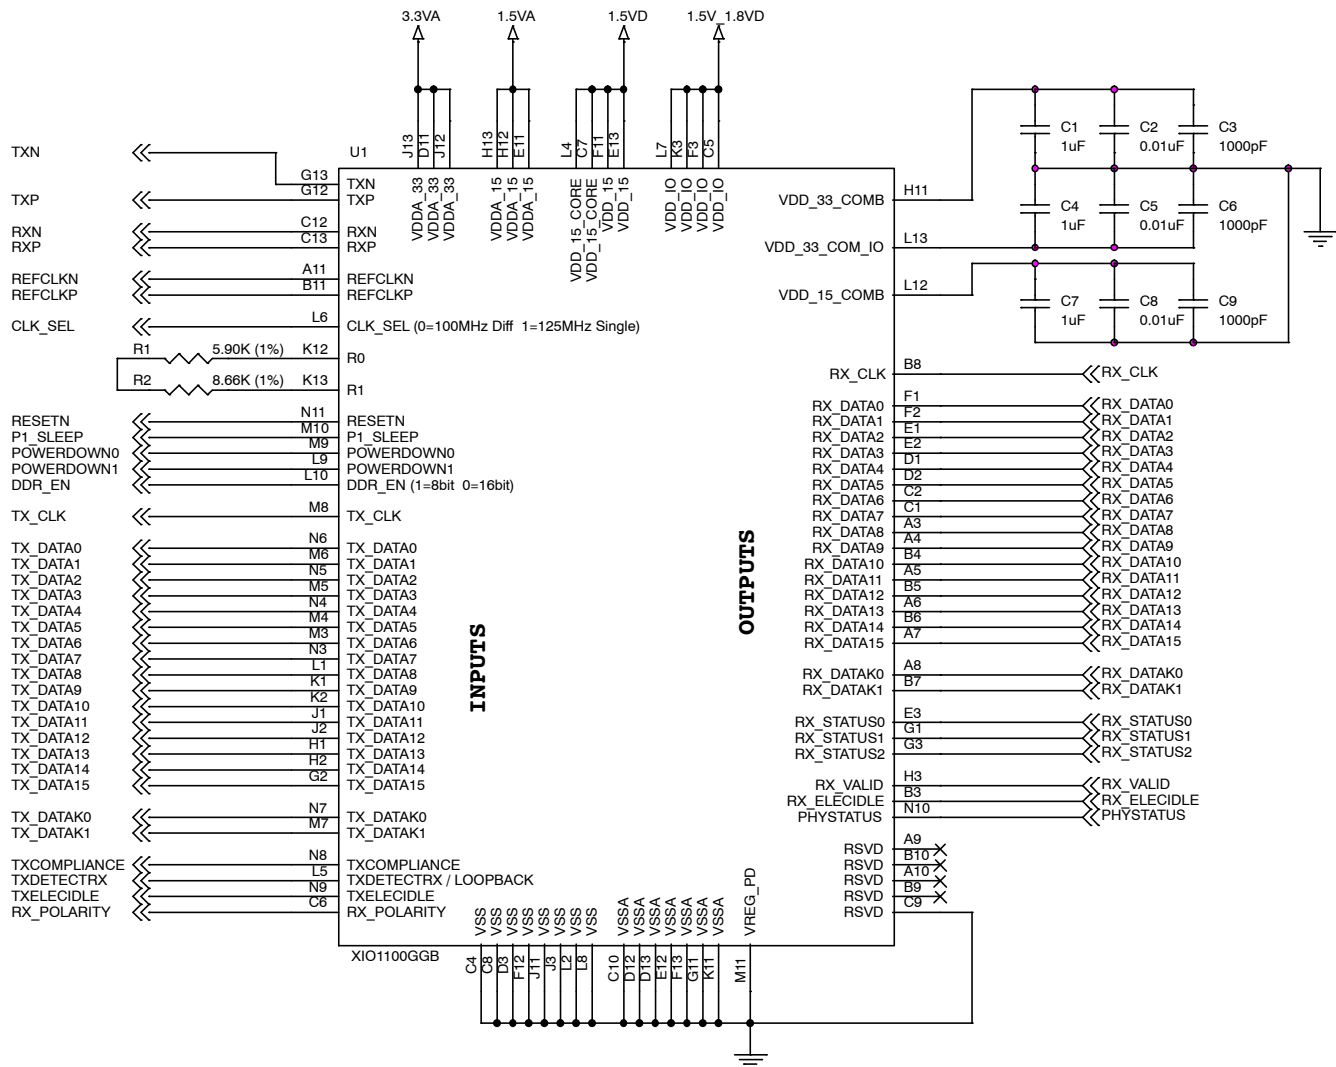 3.3VA 1.5VA 1.5VD 1.5V_1.8VD
J13 D11 J12 H13 H12 E11 L4 C7 F11 E13 L7 K3 F3 C5
U1
VDDA_33 VDDA_33 VDDA_33 VDDA_15 VDDA_15 VDDA_15 VDD_15_CORE VDD_15_CORE VDD_15 VDD_15 VDD_IO VDD_IO VDD_IO VDD_IO
TXN G13 TXN
TXP G12 TXP
RXN C12 RXN
RXP C13 RXP
REFCLKN A11 REFCLKN
REFCLKP B11 REFCLKP
CLK_SEL L6 CLK_SEL (0=100MHz Diff 1=125MHz Single)
R1 5.90K (1%) K12 R0
R2 8.66K (1%) K13 R1
RESETN N11 RESETN
P1_SLEEP M10 P1_SLEEP
POWERDOWN0 M9 POWERDOWN0
POWERDOWN1 L9 POWERDOWN1
DDR_EN L10 DDR_EN (1=8bit 0=16bit)
TX_CLK M8 TX_CLK
TX_DATA0 N6 TX_DATA0
TX_DATA1 M6 TX_DATA1
TX_DATA2 N5 TX_DATA2
TX_DATA3 M5 TX_DATA3
TX_DATA4 N4 TX_DATA4
TX_DATA5 M4 TX_DATA5
TX_DATA6 M3 TX_DATA6
TX_DATA7 N3 TX_DATA7
TX_DATA8 L1 TX_DATA8
TX_DATA9 K1 TX_DATA9
TX_DATA10 K2 TX_DATA10
TX_DATA11 J1 TX_DATA11
TX_DATA12 J2 TX_DATA12
TX_DATA13 H1 TX_DATA13
TX_DATA14 H2 TX_DATA14
TX_DATA15 G2 TX_DATA15
TX_DATAK0 N7 TX_DATAK0
TX_DATAK1 M7 TX_DATAK1
TXCOMPLIANCE N8 TXCOMPLIANCE
TXDETECTRX L5 TXDETECTRX / LOOPBACK
TXELECIDLE N9 TXELECIDLE
RX_POLARITY C6 RX_POLARITY
INPUTS
OUTPUTS
VDD_33_COMB H11
VDD_33_COM_IO L13
VDD_15_COMB L12
C1 1uF
C2 0.01uF
C3 1000pF
C4 1uF
C5 0.01uF
C6 1000pF
C7 1uF
C8 0.01uF
C9 1000pF
RX_CLK B8 RX_CLK
RX_DATA0 F1 RX_DATA0
RX_DATA1 F2 RX_DATA1
RX_DATA2 E1 RX_DATA2
RX_DATA3 E2 RX_DATA3
RX_DATA4 D1 RX_DATA4
RX_DATA5 D2 RX_DATA5
RX_DATA6 C2 RX_DATA6
RX_DATA7 C1 RX_DATA7
RX_DATA8 A3 RX_DATA8
RX_DATA9 A4 RX_DATA9
RX_DATA10 B4 RX_DATA10
RX_DATA11 A5 RX_DATA11
RX_DATA12 B5 RX_DATA12
RX_DATA13 A6 RX_DATA13
RX_DATA14 B6 RX_DATA14
RX_DATA15 A7 RX_DATA15
RX_DATAK0 A8 RX_DATAK0
RX_DATAK1 B7 RX_DATAK1
RX_STATUS0 E3 RX_STATUS0
RX_STATUS1 G1 RX_STATUS1
RX_STATUS2 G3 RX_STATUS2
RX_VALID H3 RX_VALID
RX_ELECIDLE B3 RX_ELECIDLE
PHYSTATUS N10 PHYSTATUS
RSVD A9
RSVD B10
RSVD A10
RSVD B9
RSVD C9
VSS VSS VSS VSS VSS VSS VSS VSS VSSA VSSA VSSA VSSA VSSA VSSA VSSA VREG_PD
XIO1100GGB
C4 C8 D3 F12 J11 J3 L2 L8 C10 D12 D13 E12 F13 G11 K11 M11